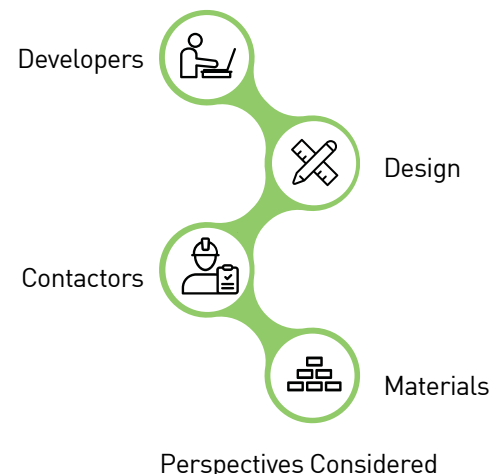 Developers
Design
Contactors
Materials
Perspectives Considered